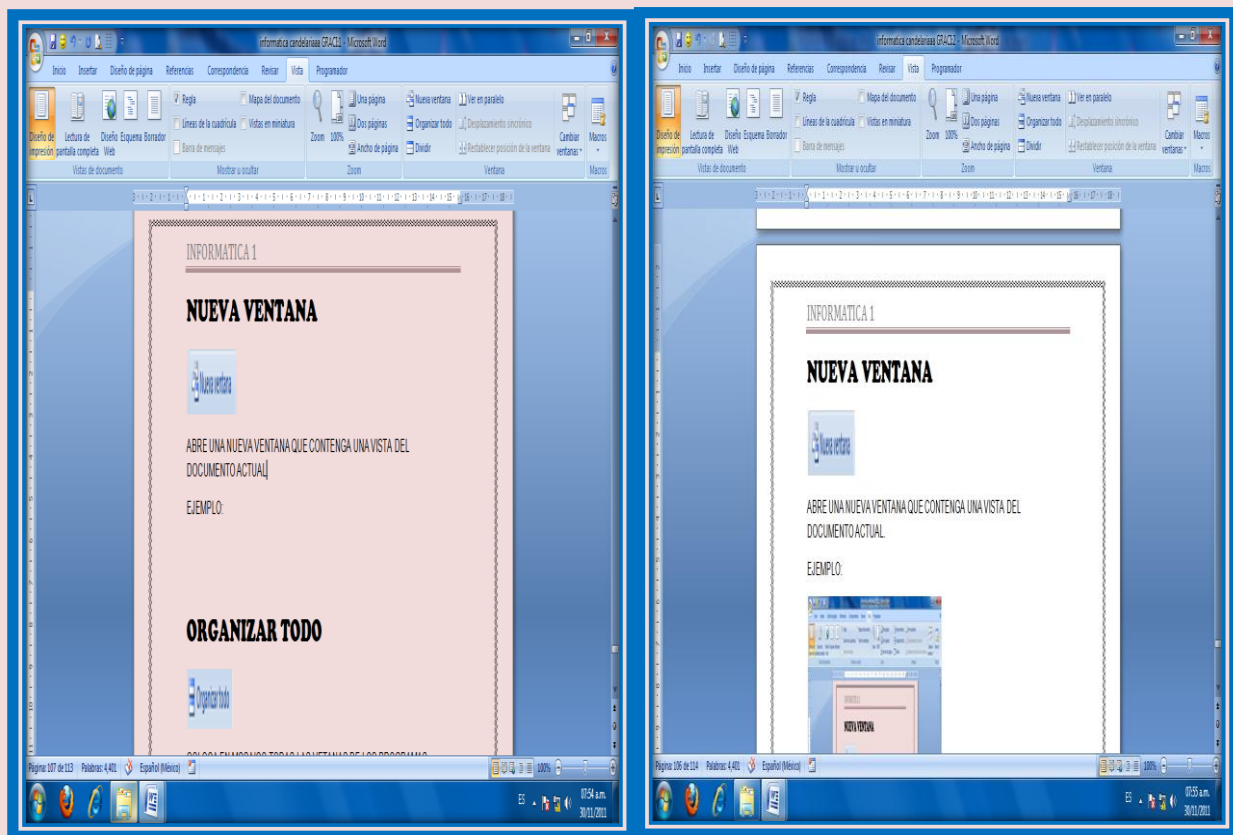 informatica candelariaaa GRACI11 - Microsoft Word
Inicio Insertar Diseño de página Referencias Correspondencia Revisar Vista Programador
Diseño de impresión
Lectura de pantalla completa
Diseño Web
Esquema
Borrador
Vistas de documento
Regla
Líneas de la cuadrícula
Barra de mensajes
Mapa del documento
Vistas en miniatura
Mostrar u ocultar
Zoom
100%
Una página
Dos páginas
Ancho de página
Zoom
Nueva ventana
Organizar todo
Dividir
Ver en paralelo
Desplazamiento sincrónico
Restablecer posición de la ventana
Cambiar ventanas
Ventana
Macros
Macros
INFORMATICA 1
NUEVA VENTANA
Nueva ventana
ABRE UNA NUEVA VENTANA QUE CONTENGA UNA VISTA DEL
DOCUMENTO ACTUAL
EJEMPLO:
ORGANIZAR TODO
Organizar todo
Página: 107 de 113 Palabras: 4,401 Español (México) 100%
ES 07:54 a.m.
30/11/2011
Microsoft Word
Inicio Insertar Diseño de página Referencias Correspondencia Revisar Vista Programador
Diseño de impresión
Lectura de pantalla completa
Diseño Web
Esquema
Borrador
Vistas de documento
Regla
Líneas de la cuadrícula
Barra de mensajes
Mapa del documento
Vistas en miniatura
Mostrar u ocultar
Zoom
100%
Una página
Dos páginas
Ancho de página
Zoom
Nueva ventana
Organizar todo
Dividir
Ver en paralelo
Desplazamiento sincrónico
Restablecer posición de la ventana
Cambiar ventanas
Ventana
Macros
Macros
INFORMATICA 1
NUEVA VENTANA
Nueva ventana
ABRE UNA NUEVA VENTANA QUE CONTENGA UNA VISTA DEL
DOCUMENTO ACTUAL.
EJEMPLO:
INFORMATICA 1
NUEVA VENTANA
Página: 106 de 114 Palabras: 4,401 Español (México) 100%
ES 07:55 a.m.
30/11/2011